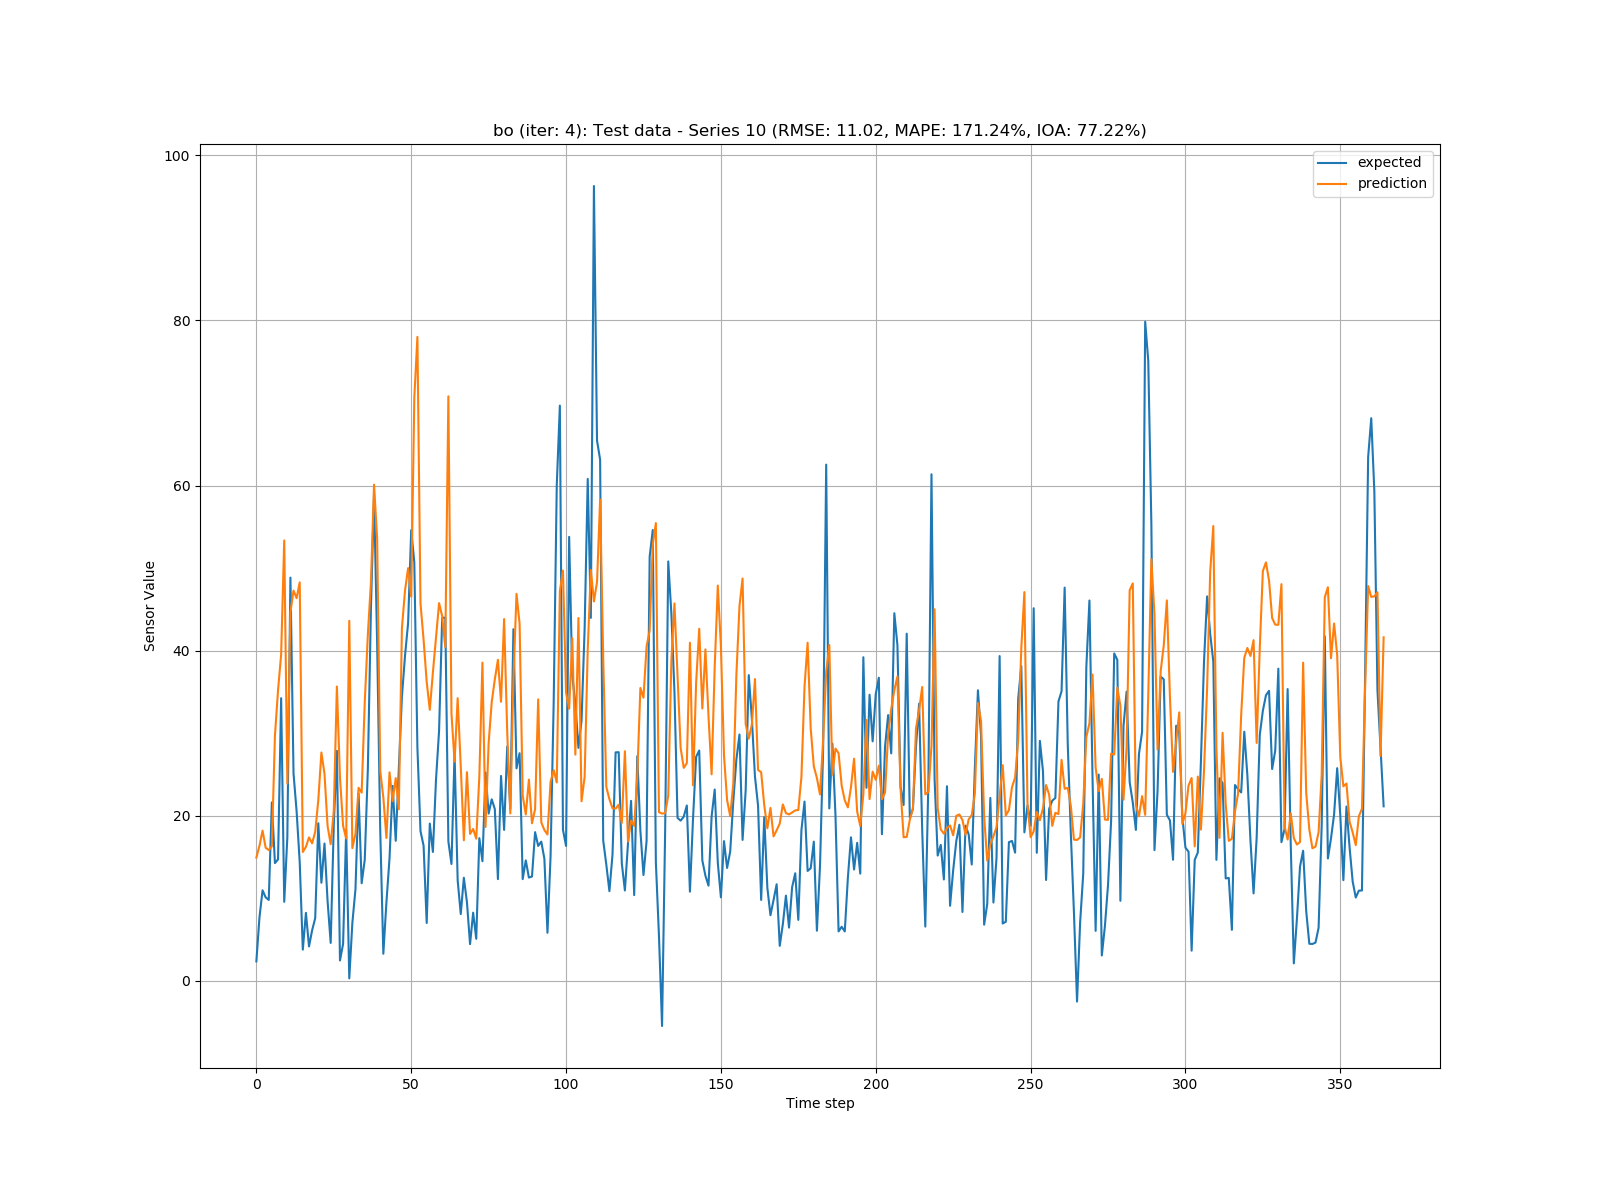 bo (iter: 4): Test data - Series 10 (RMSE: 11.02, MAPE: 171.24%, IOA: 77.22%)
expected
prediction
100
80
60
40
20
0
Sensor Value
0 50 100 150 200 250 300 350
Time step